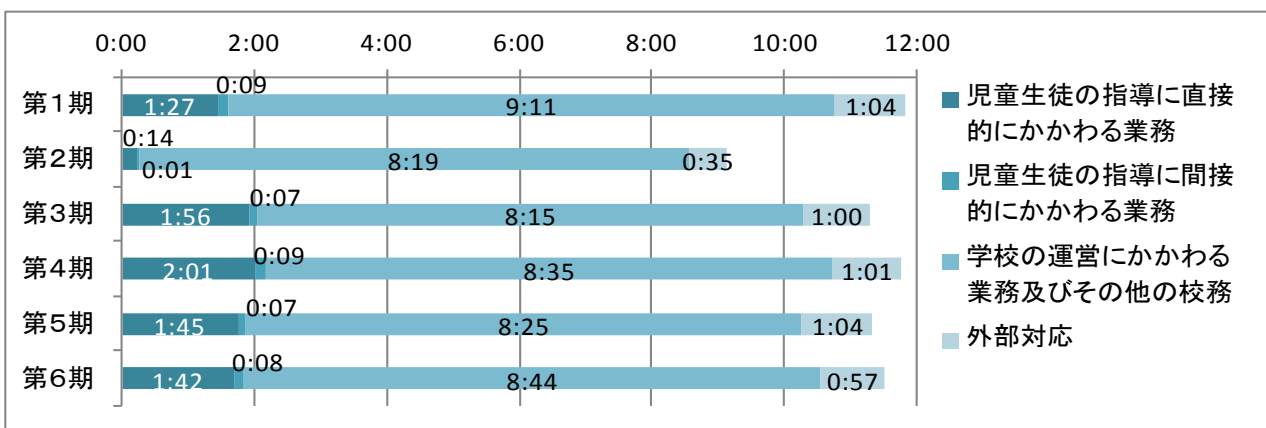 0:00 2:00 4:00 6:00 8:00 10:00 12:00
第1期 1:27 0:09 9:11 1:04
第2期 0:14 0:01 8:19 0:35
第3期 1:56 0:07 8:15 1:00
第4期 2:01 0:09 8:35 1:01
第5期 1:45 0:07 8:25 1:04
第6期 1:42 0:08 8:44 0:57
児童生徒の指導に直接
的にかかわる業務
児童生徒の指導に間接
的にかかわる業務
学校の運営にかかわる
業務及びその他の校務
外部対応